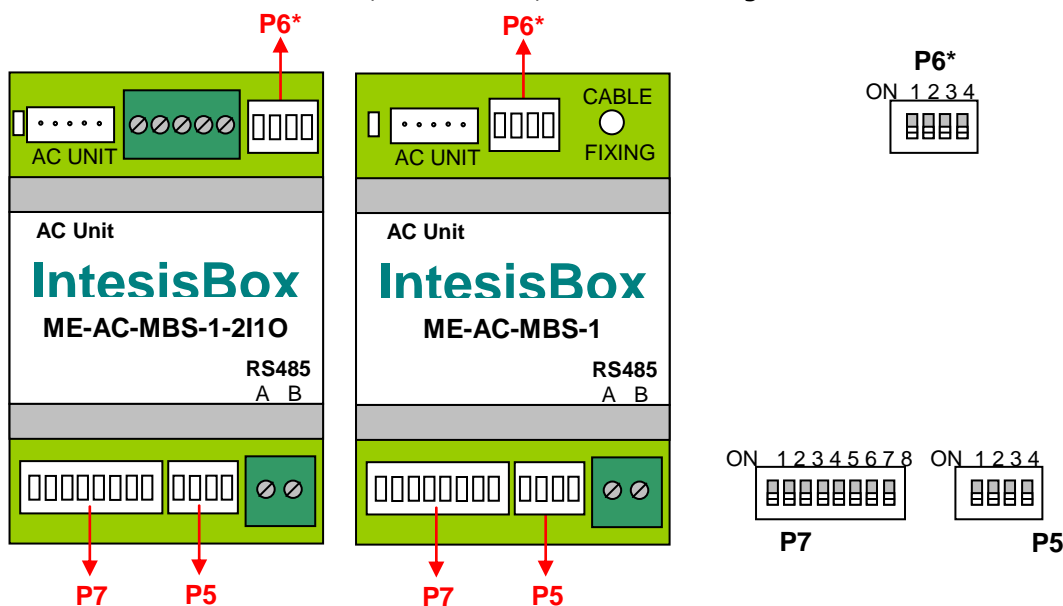 P6*
AC UNIT
AC Unit
IntesisBox
ME-AC-MBS-1-2I1O
RS485
A B
P7 P5
P6*
AC UNIT
CABLE
FIXING
AC Unit
IntesisBox
ME-AC-MBS-1
RS485
A B
P7 P5
P6*
ON 1 2 3 4
ON 1 2 3 4 5 6 7 8
P7
ON 1 2 3 4
P5